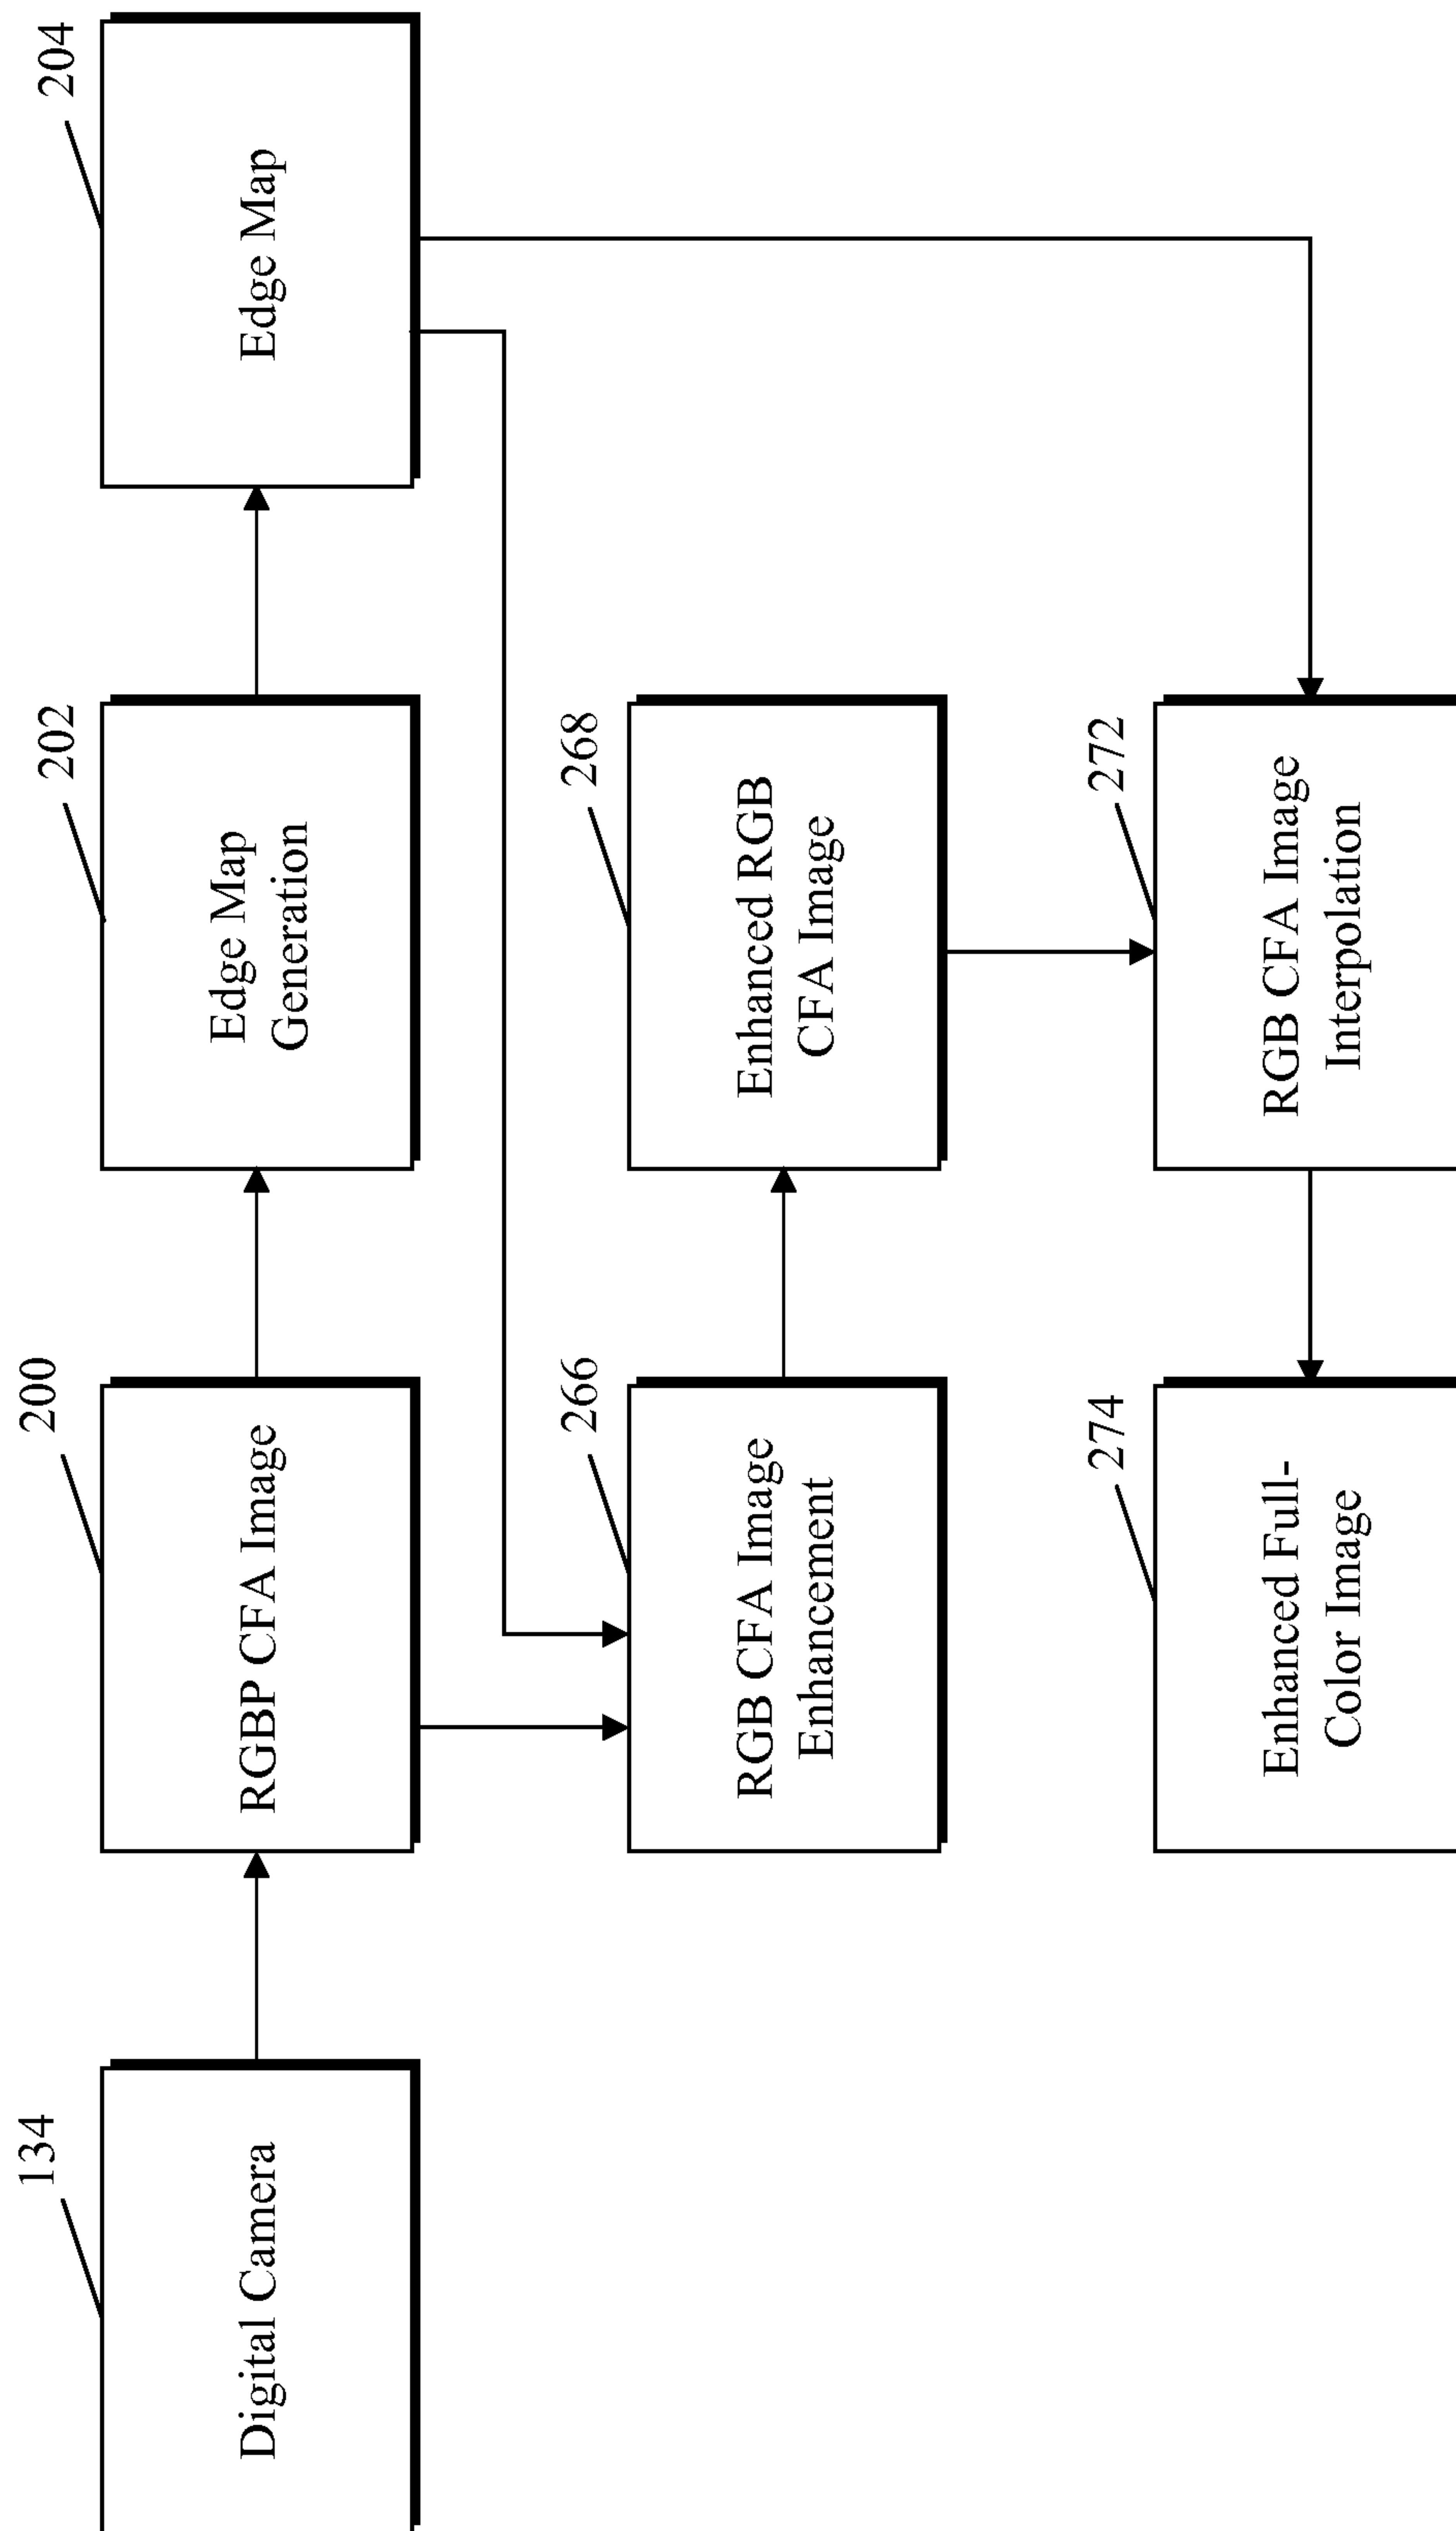 134
Digital Camera
200
RGBP CFA Image
202
Edge Map
Generation
204
Edge Map
266
RGB CFA Image
Enhancement
268
Enhanced RGB
CFA Image
274
Enhanced Full-
Color Image
272
RGB CFA Image
Interpolation